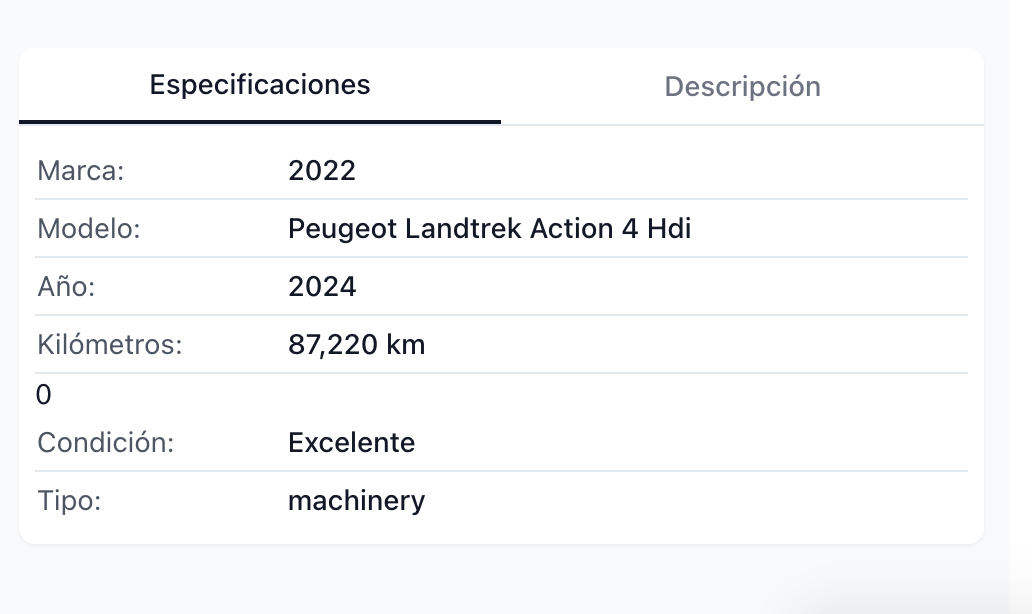 Especificaciones Descripción
Marca: 2022
Modelo: Peugeot Landtrek Action 4 Hdi
Año: 2024
Kilómetros: 87,220 km
0
Condición: Excelente
Tipo: machinery